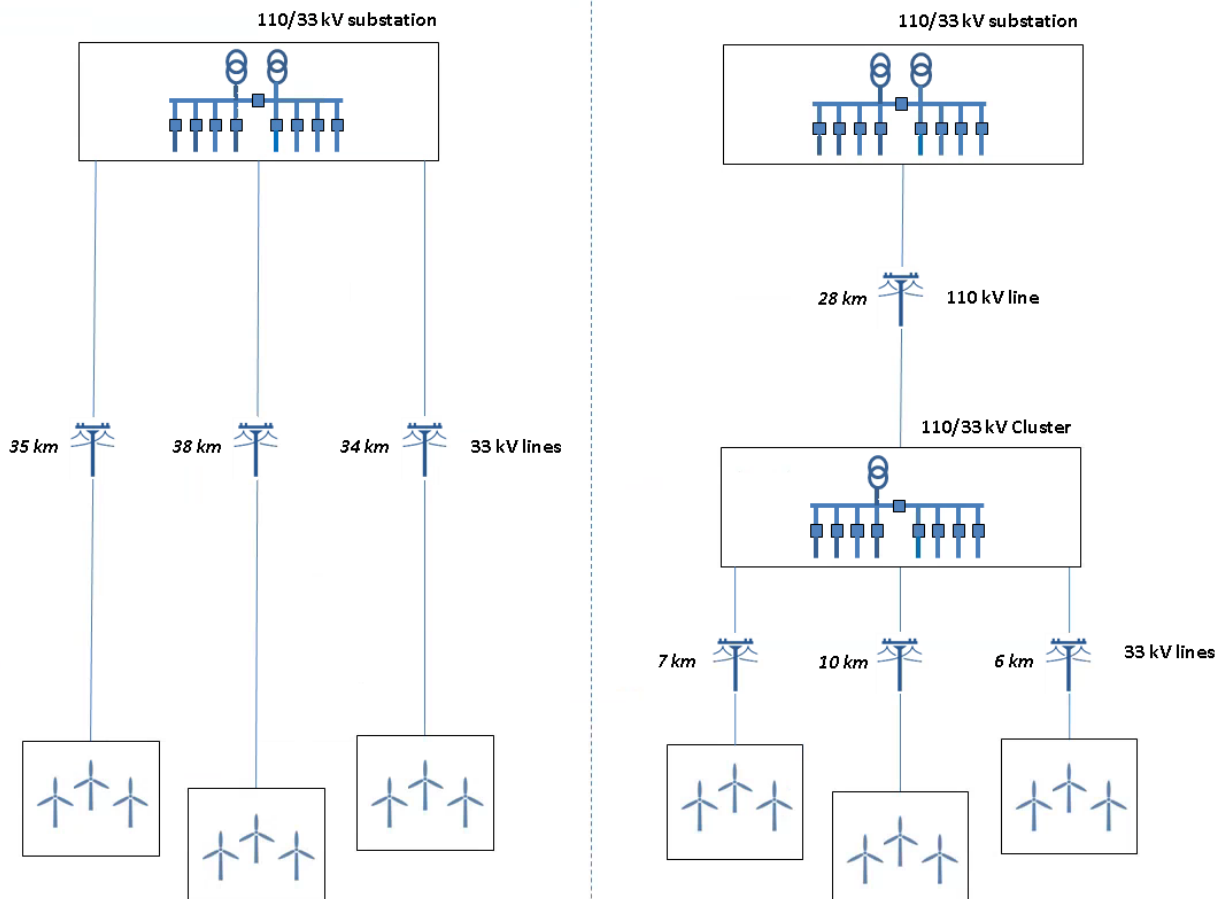 110/33 kV substation
35 km
38 km
34 km
33 kV lines
110/33 kV substation
28 km
110 kV line
110/33 kV Cluster
7 km
10 km
6 km
33 kV lines